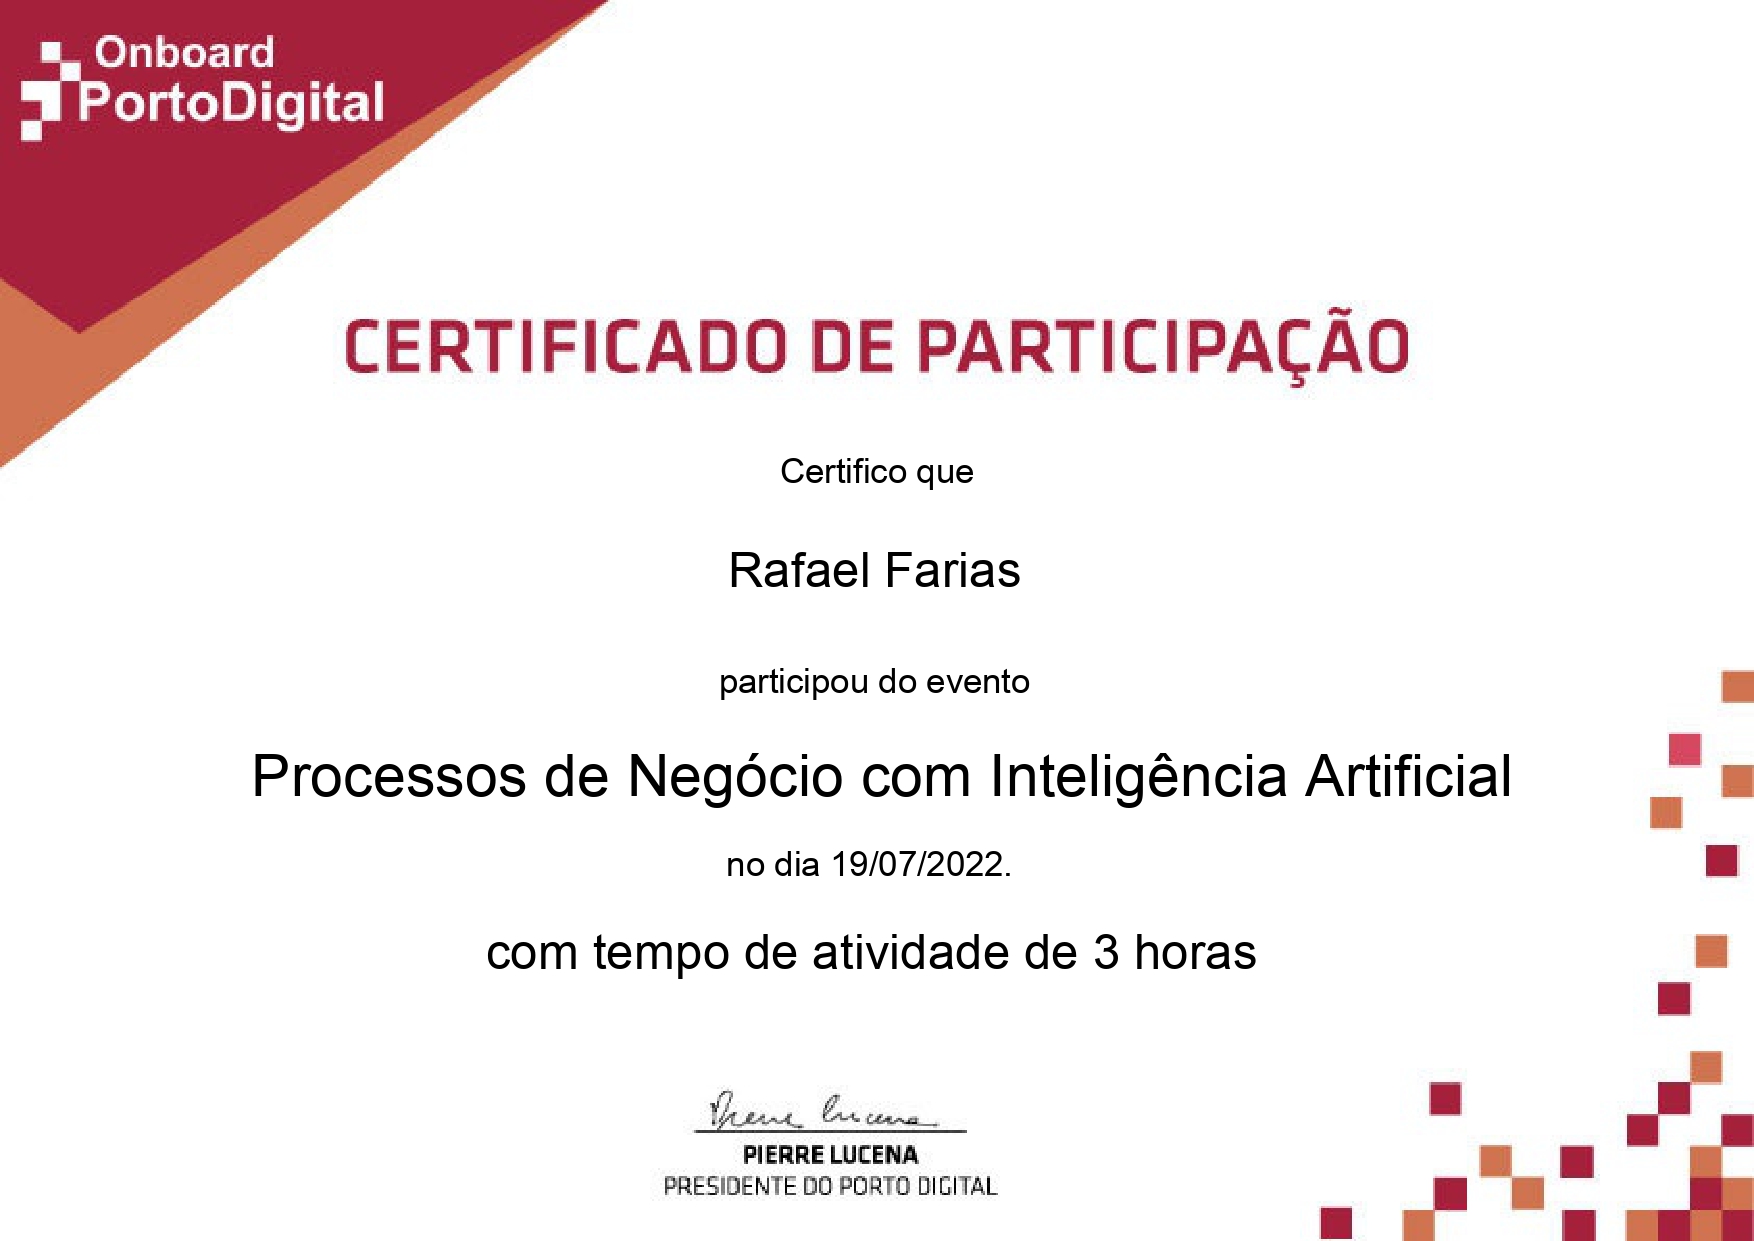 Onboard
PortoDigital
CERTIFICADO DE PARTICIPAÇÃO
Certifico que
Rafael Farias
participou do evento
Processos de Negócio com Inteligência Artificial
no dia 19/07/2022.
com tempo de atividade de 3 horas
Pierre Lucena
PIERRE LUCENA
PRESIDENTE DO PORTO DIGITAL